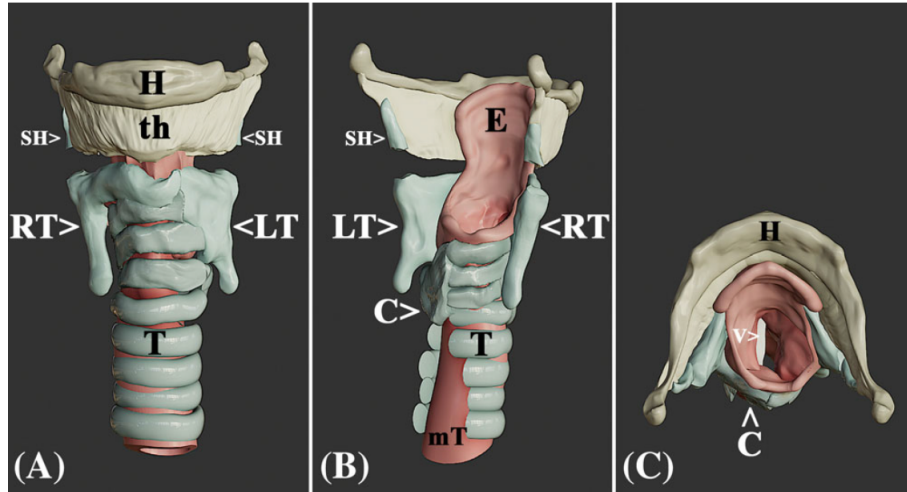 H
th
SH>
<SH
RT>
<LT
T
(A)
E
SH>
LT>
<RT
C>
T
mT
(B)
H
V>
^
C
(C)